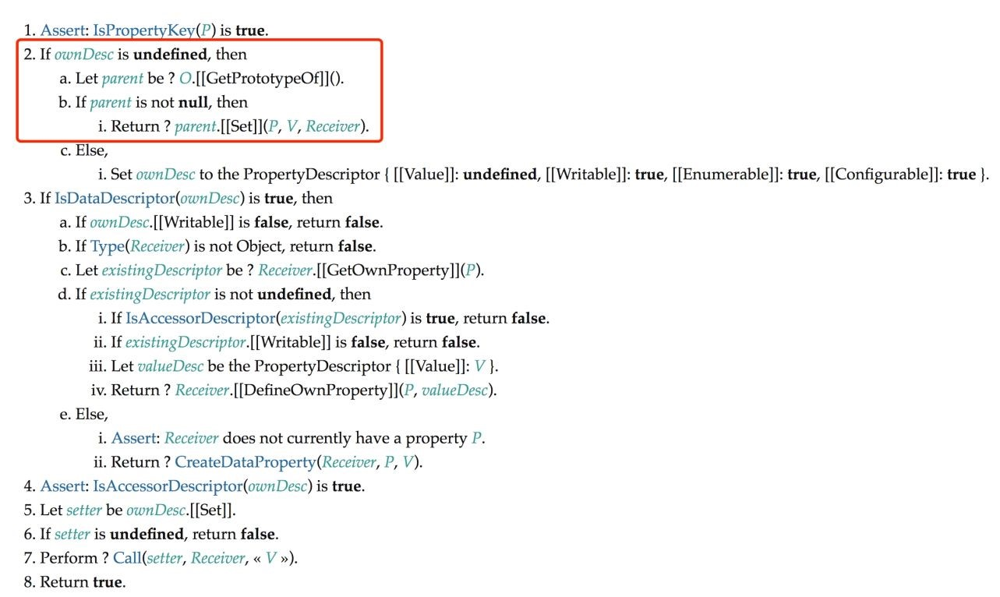 1. Assert: IsPropertyKey(P) is true.
2. If ownDesc is undefined, then
a. Let parent be ? O.[[GetPrototypeOf]]().
b. If parent is not null, then
i. Return ? parent.[[Set]](P, V, Receiver).
c. Else,
i. Set ownDesc to the PropertyDescriptor { [[Value]]: undefined, [[Writable]]: true, [[Enumerable]]: true, [[Configurable]]: true }.
3. If IsDataDescriptor(ownDesc) is true, then
a. If ownDesc.[[Writable]] is false, return false.
b. If Type(Receiver) is not Object, return false.
c. Let existingDescriptor be ? Receiver.[[GetOwnProperty]](P).
d. If existingDescriptor is not undefined, then
i. If IsAccessorDescriptor(existingDescriptor) is true, return false.
ii. If existingDescriptor.[[Writable]] is false, return false.
iii. Let valueDesc be the PropertyDescriptor { [[Value]]: V }.
iv. Return ? Receiver.[[DefineOwnProperty]](P, valueDesc).
e. Else,
i. Assert: Receiver does not currently have a property P.
ii. Return ? CreateDataProperty(Receiver, P, V).
4. Assert: IsAccessorDescriptor(ownDesc) is true.
5. Let setter be ownDesc.[[Set]].
6. If setter is undefined, return false.
7. Perform ? Call(setter, Receiver, « V »).
8. Return true.